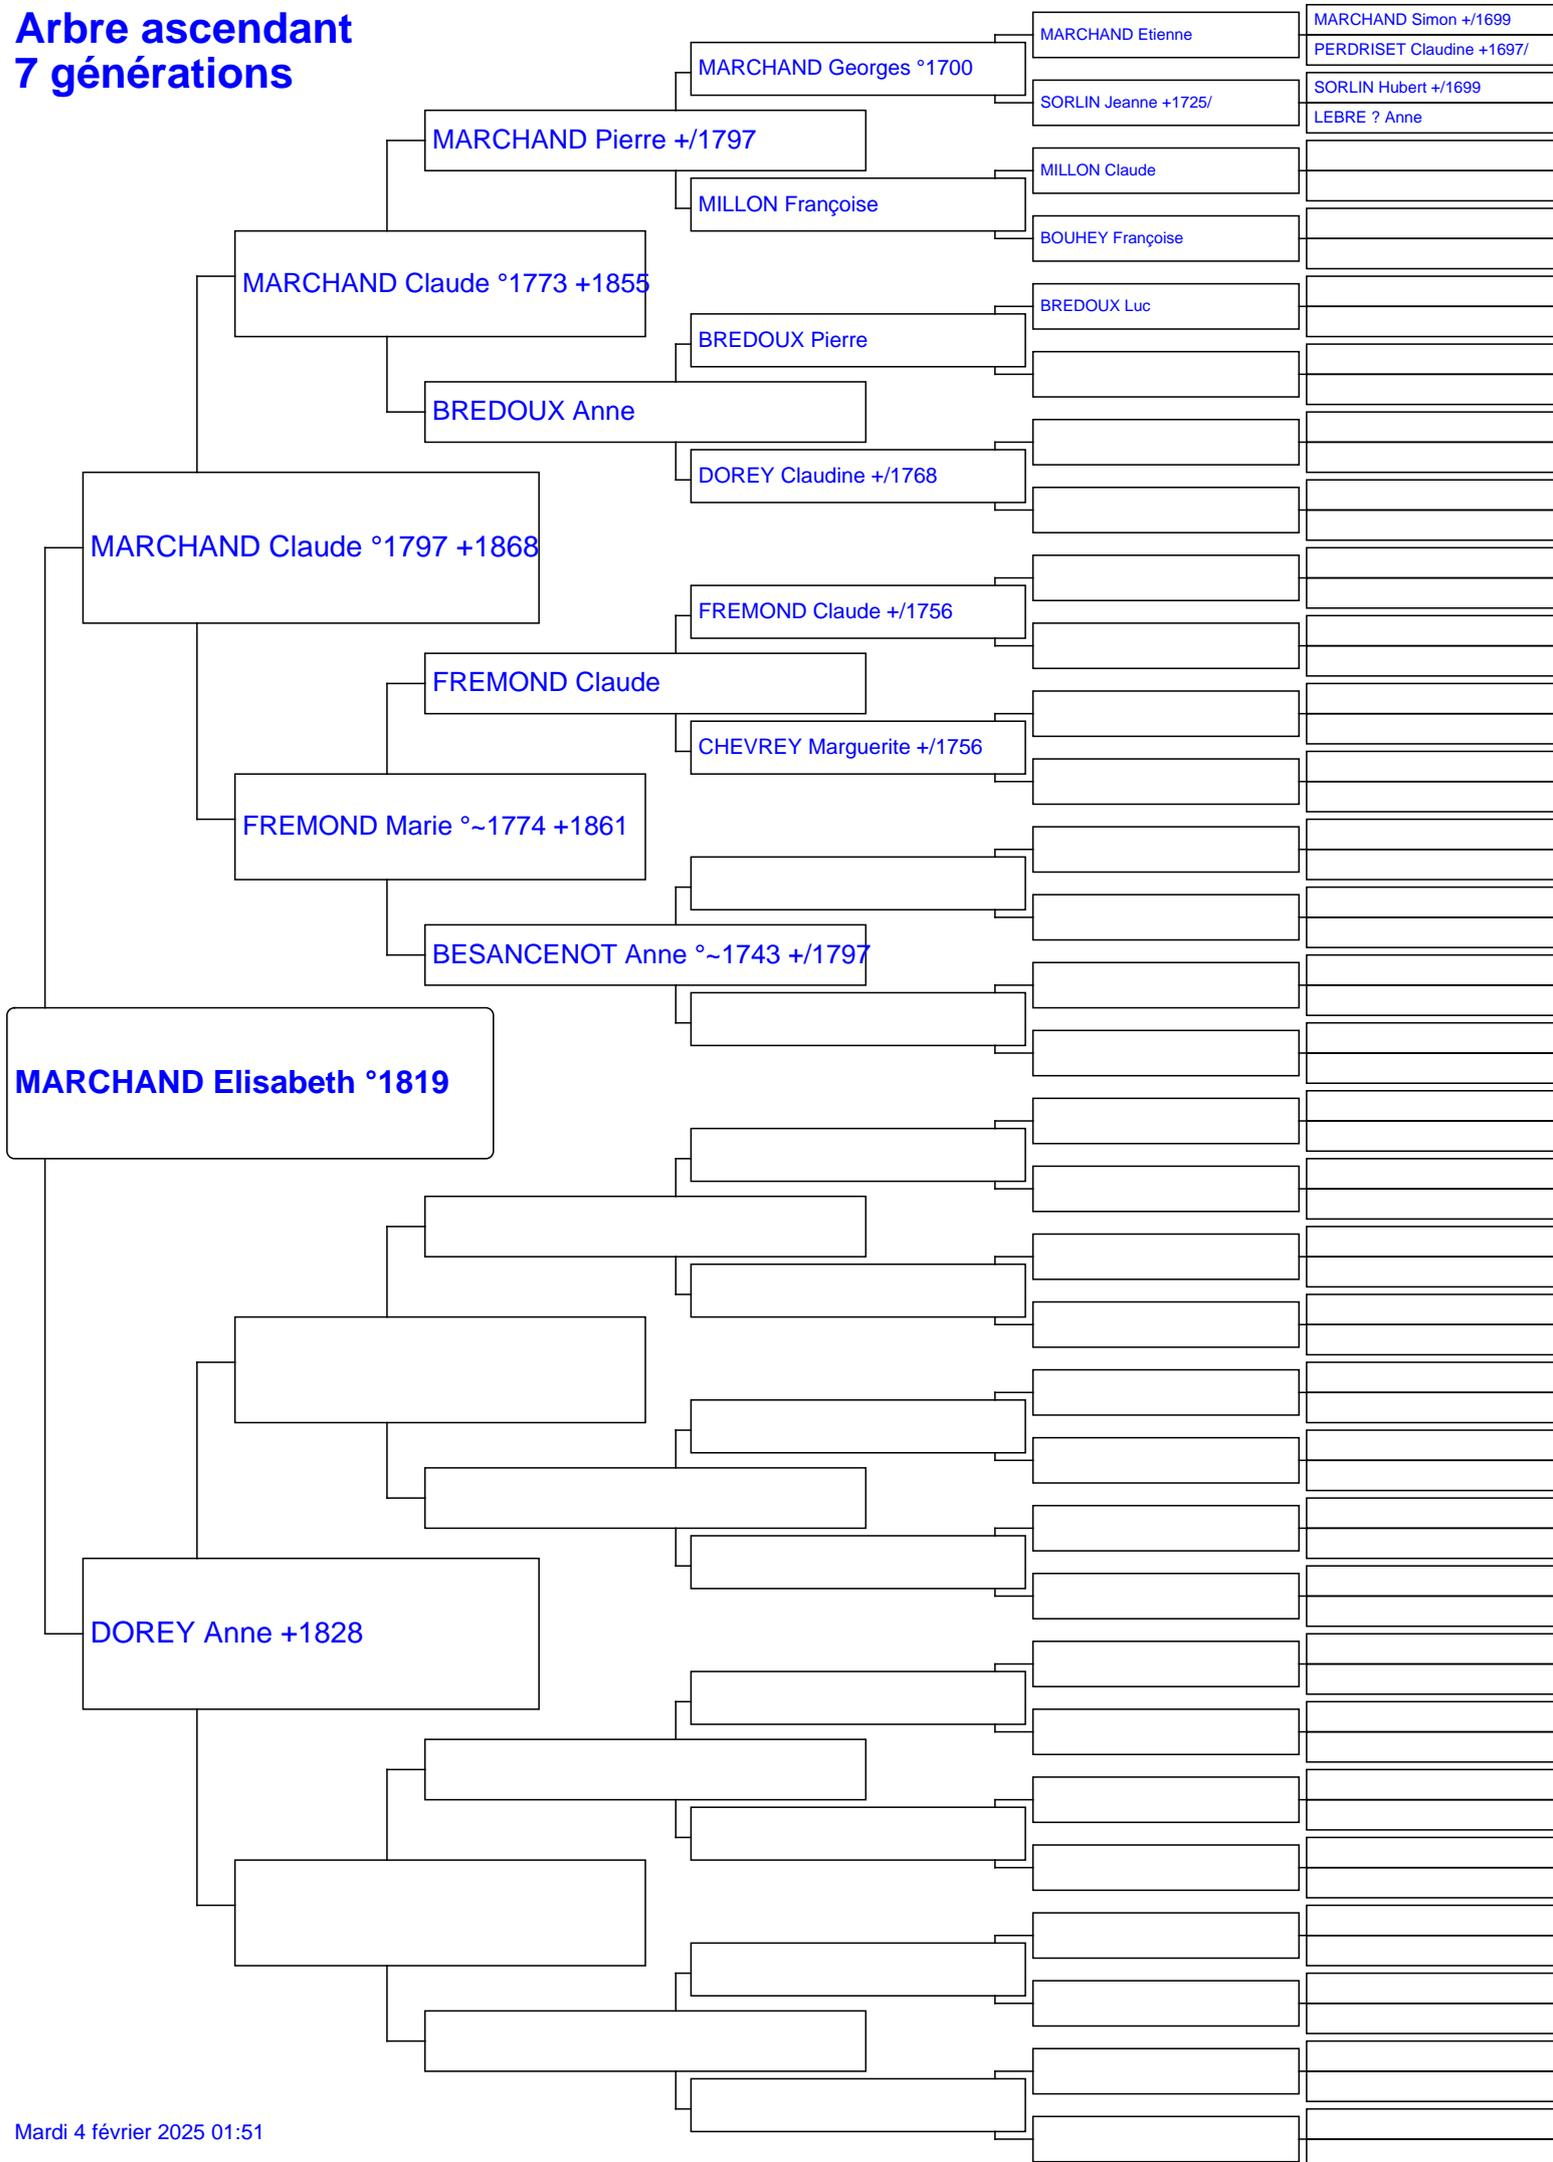 Arbre ascendant
7 générations
MARCHAND Simon +/1699
PERDRISET Claudine +1697/
MARCHAND Etienne
MARCHAND Georges °1700
SORLIN Hubert +/1699
LEBRE ? Anne
SORLIN Jeanne +1725/
MARCHAND Pierre +/1797
MILLON Claude
MILLON Françoise
BOUHEY Françoise
MARCHAND Claude °1773 +1855
BREDOUX Luc
BREDOUX Pierre
BREDOUX Anne
DOREY Claudine +/1768
MARCHAND Claude °1797 +1868
FREMOND Claude +/1756
FREMOND Claude
CHEVREY Marguerite +/1756
FREMOND Marie °~1774 +1861
BESANCENOT Anne °~1743 +/1797
MARCHAND Elisabeth °1819
DOREY Anne +1828
Mardi 4 février 2025 01:51